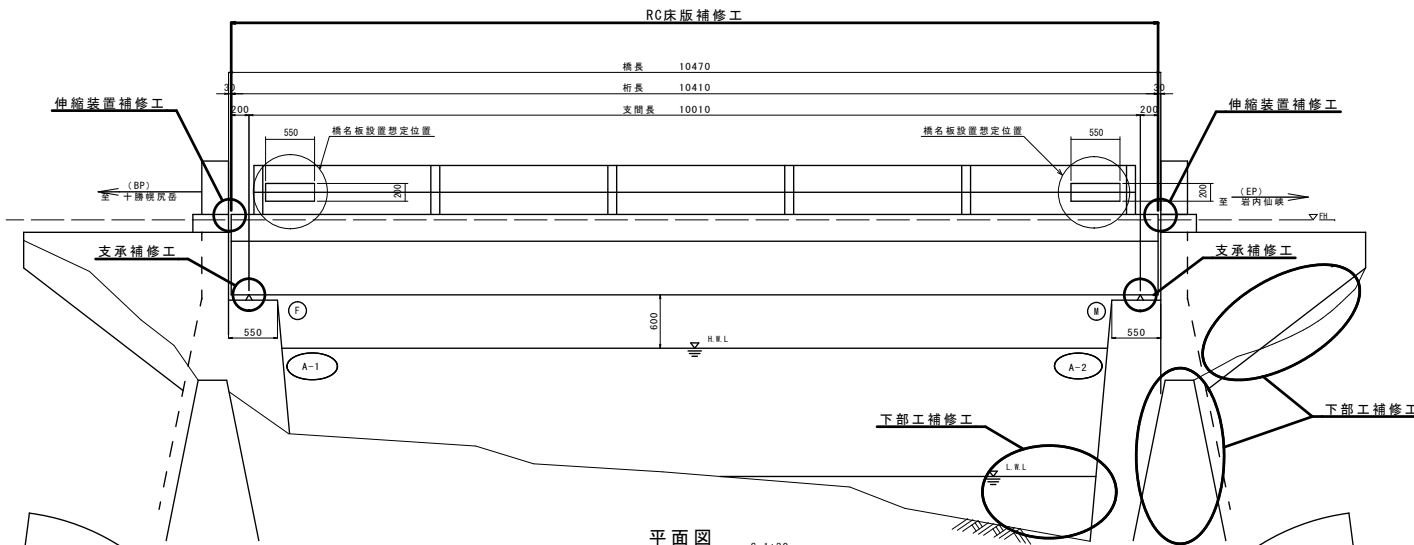 RC床版補修工
橋長 10470
30 桁長 10410 30
伸縮装置補修工
200 支間長 10010 200
伸縮装置補修工
550 橋名板設置想定位置
橋名板設置想定位置 550
(BP)
至 十勝幌尻岳
200
200
(EP)
至 岩内仙峡
FH
支承補修工
支承補修工
F
M
600
550
550
H.W.L
A-1
A-2
下部工補修工
下部工補修工
L.W.L
平面図